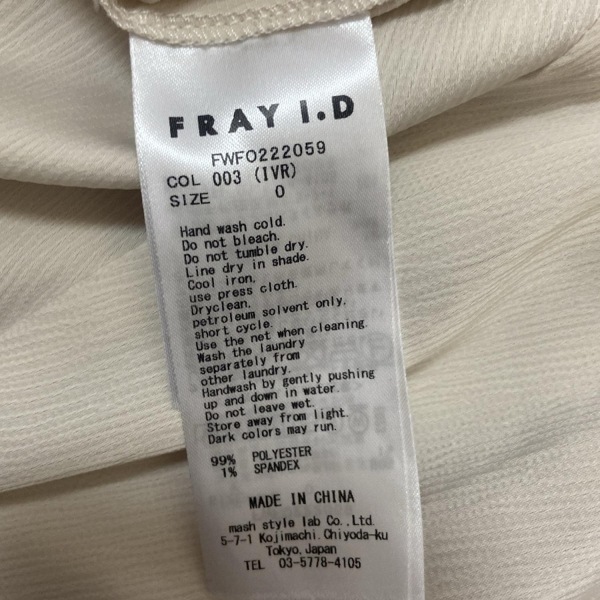 FRAY I.D
FWFO222059
COL 003 (IVR)
SIZE 0
Hand wash cold.
Do not bleach.
Do not tumble dry.
Line dry in shade.
Cool iron.
use press cloth.
Dryclean.
petroleum solvent only.
short cycle.
Use the net when cleaning.
Wash the laundry
separately from
other laundry.
Handwash by gently pushing
up and down in water.
Do not leave wet.
Store away from light.
Dark colors may run.
99% POLYESTER
1% SPANDEX
MADE IN CHINA
mash style lab Co.,Ltd.
5-7-1 Kojimachi.Chiyoda-ku
Tokyo.Japan
TEL 03-5778-4105